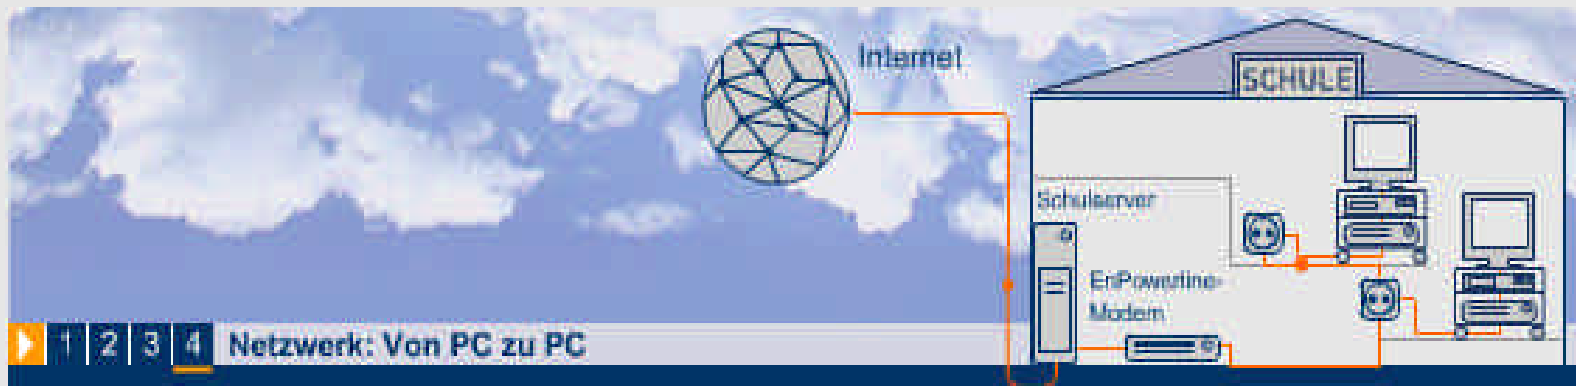 Internet
SCHULE
Schulserver
EnPowerline-
Modem
1 2 3 4 Netzwerk: Von PC zu PC